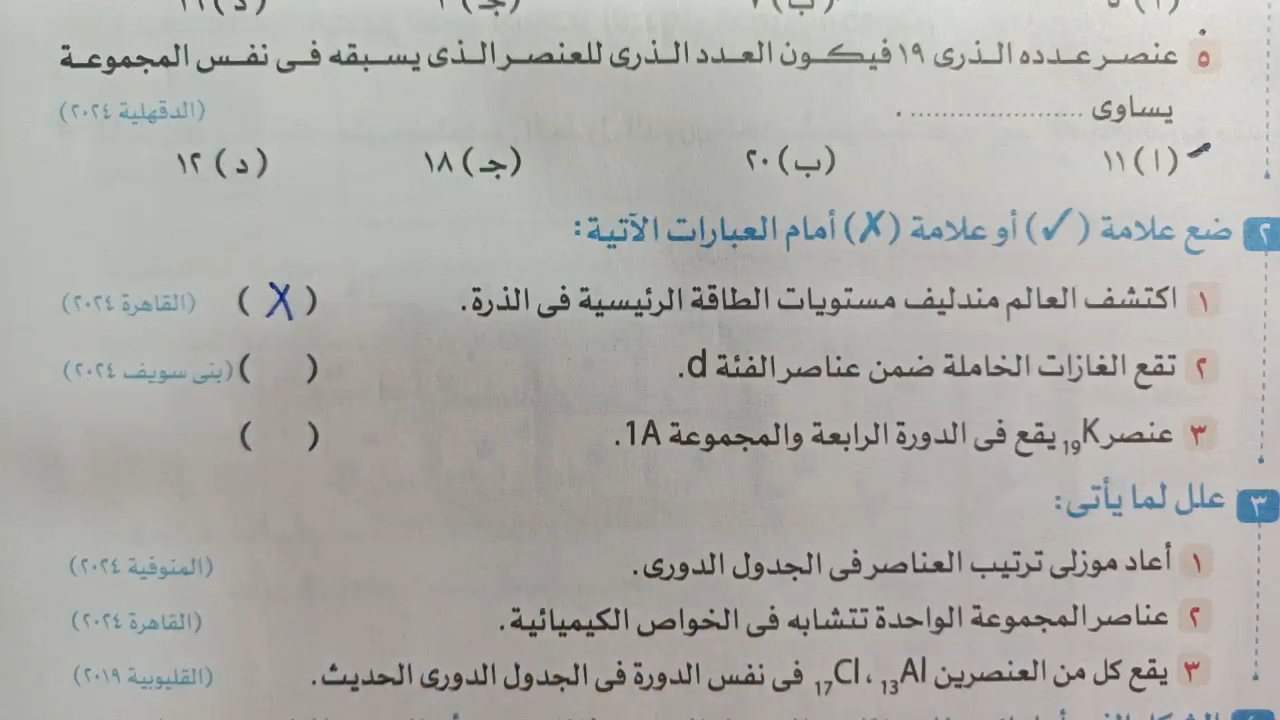 ٥ عنصر عدده الذرى ١٩ فيكون العدد الذرى للعنصر الذى يسبقه فى نفس المجموعة
يساوى ...................... . (الدقهلية ٢٠٢٤)
(ا) ١١ (ب) ٢٠ (جـ) ١٨ (د) ١٢
٢ ضع علامة (✓) أو علامة (✗) أمام العبارات الآتية:
١ اكتشف العالم مندليف مستويات الطاقة الرئيسية فى الذرة. (X) (القاهرة ٢٠٢٤)
٢ تقع الغازات الخاملة ضمن عناصر الفئة d. ( ) (بنى سويف ٢٠٢٤)
٣ عنصر ₁₉K يقع فى الدورة الرابعة والمجموعة 1A. ( )
٣ علل لما يأتى:
١ أعاد موزلى ترتيب العناصر فى الجدول الدورى. (المنوفية ٢٠٢٤)
٢ عناصر المجموعة الواحدة تتشابه فى الخواص الكيميائية. (القاهرة ٢٠٢٤)
٣ يقع كل من العنصرين ₁₃Al ، ₁₇Cl فى نفس الدورة فى الجدول الدورى الحديث. (القليوبية ٢٠١٩)